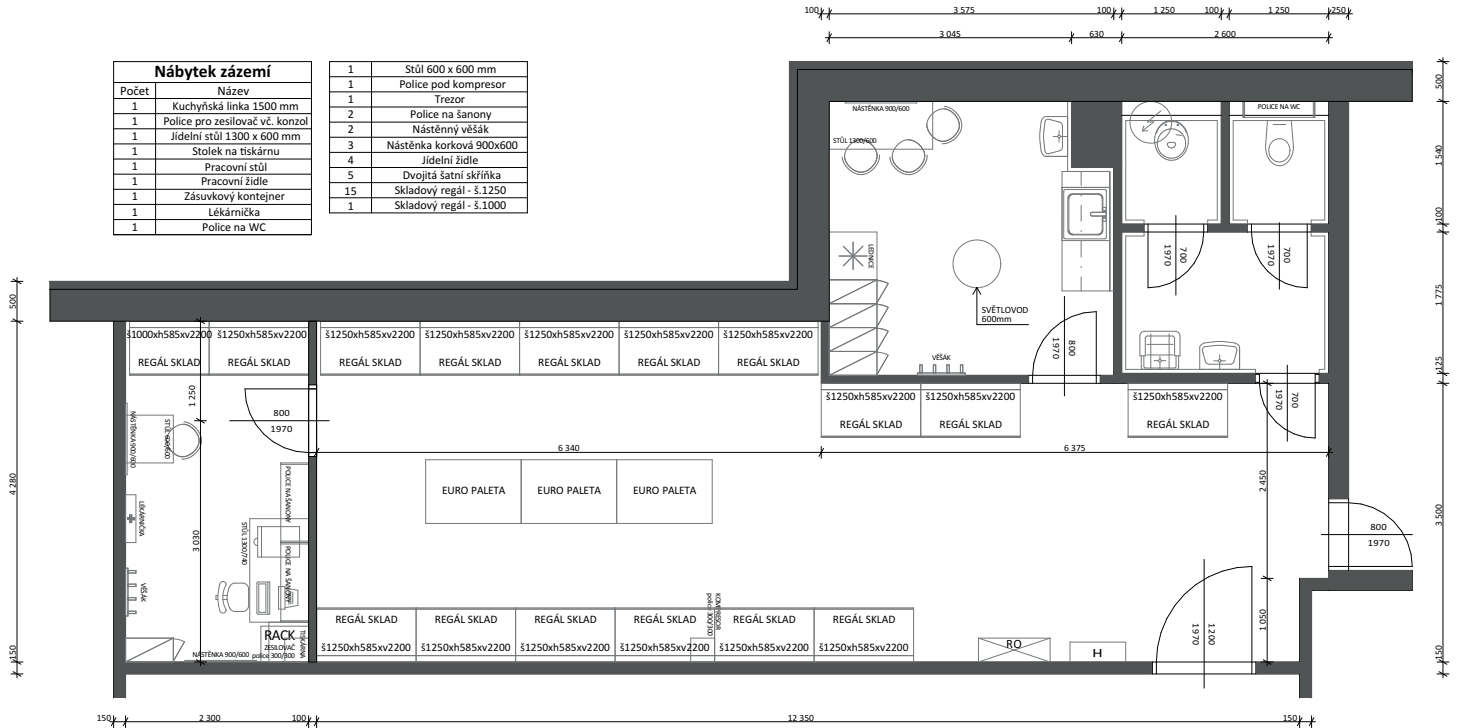 100 3 575 100 1 250 100 1 250 250
3 045 630 2 600
Nábytek zázemí
Počet Název
1 Kuchyňská linka 1500 mm
1 Police pro zesilovač vč. konzol
1 Jídelní stůl 1300 x 600 mm
1 Stolek na tiskárnu
1 Pracovní stůl
1 Pracovní židle
1 Zásuvkový kontejner
1 Lékárnička
1 Police na WC
1 Stůl 600 x 600 mm
1 Police pod kompresor
1 Trezor
2 Police na šanony
2 Nástěnný věšák
3 Nástěnka korková 900x600
4 Jídelní židle
5 Dvojitá šatní skříňka
15 Skladový regál - š.1250
1 Skladový regál - š.1000
NÁSTĚNKA 900/600
STŮL 1300/600
POLICE NA WC
LEDNICE
SVĚTLOVOD
600mm
VĚŠÁK
800
1970
700
1970
700
1970
700
1970
500
1 540
100
1 775
125
3 500
150
500
4 280
150
š1000xh585xv2200 š1250xh585xv2200
REGÁL SKLAD REGÁL SKLAD
š1250xh585xv2200 š1250xh585xv2200 š1250xh585xv2200 š1250xh585xv2200 š1250xh585xv2200
REGÁL SKLAD REGÁL SKLAD REGÁL SKLAD REGÁL SKLAD REGÁL SKLAD
š1250xh585xv2200 š1250xh585xv2200 š1250xh585xv2200
REGÁL SKLAD REGÁL SKLAD REGÁL SKLAD
1 250
800
1970
6 340 6 375
NÁSTĚNKA 900/600
STŮL 600/600
LÉKÁRNIČKA
VĚŠÁK
3 030
STŮL 1300/740
POLICE NA ŠANONY
POLICE NA ŠANONY
EURO PALETA EURO PALETA EURO PALETA
2 450
800
1970
1 050
1200
1970
RACK
ZESILOVAČ
police 300/300
TISKÁRNA
NÁSTĚNKA 900/600
KOMPRESOR
police 300/300
REGÁL SKLAD REGÁL SKLAD REGÁL SKLAD REGÁL SKLAD REGÁL SKLAD REGÁL SKLAD
š1250xh585xv2200 š1250xh585xv2200 š1250xh585xv2200 š1250xh585xv2200 š1250xh585xv2200 š1250xh585xv2200
RO
H
150 2 300 100 12 350 150